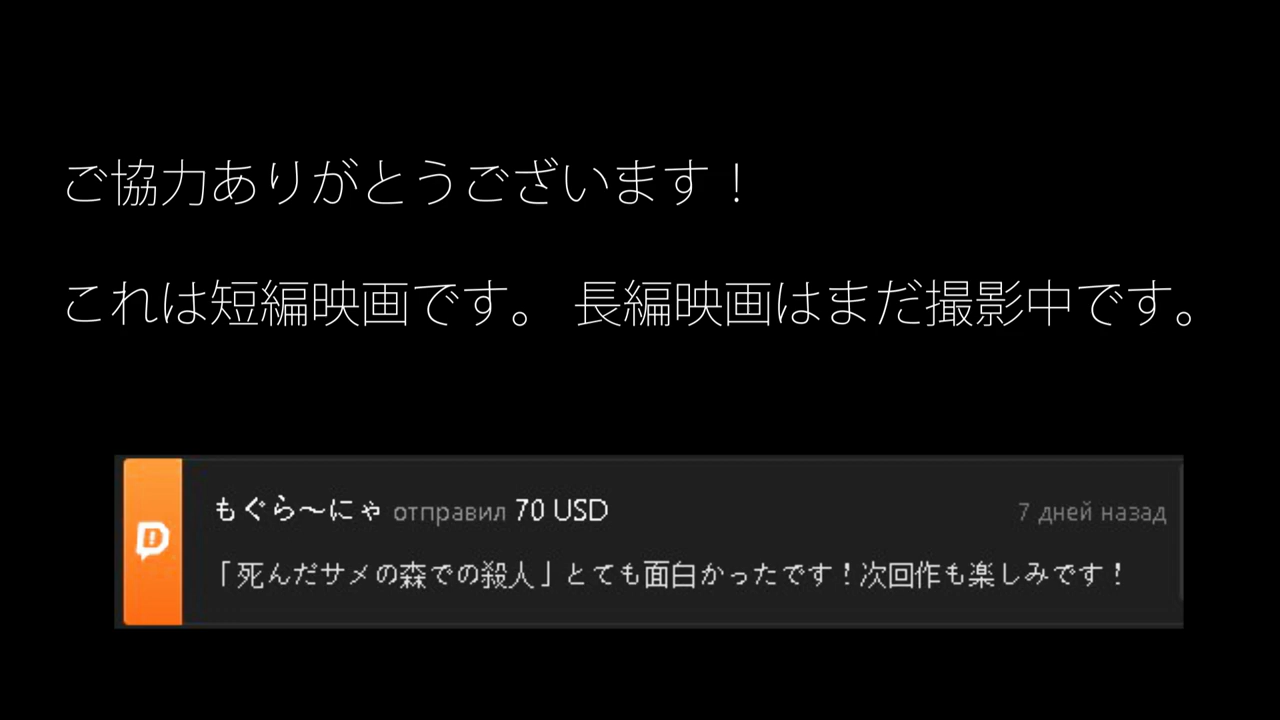 ご協力ありがとうございます！
これは短編映画です。 長編映画はまだ撮影中です。
もぐら～にゃ отправил 70 USD 7 дней назад
「死んだサメの森での殺人」とても面白かったです！次回作も楽しみです！